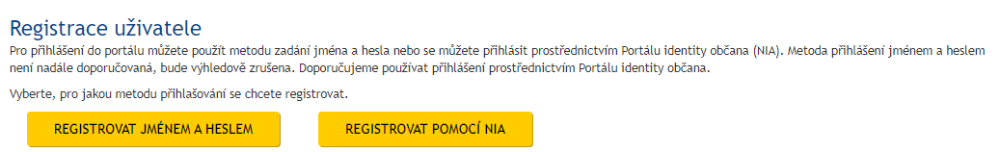 Registrace uživatele
Pro přihlášení do portálu můžete použít metodu zadání jména a hesla nebo se můžete přihlásit prostřednictvím Portálu identity občana (NIA). Metoda přihlášení jménem a heslem
není nadále doporučovaná, bude výhledově zrušena. Doporučujeme používat přihlášení prostřednictvím Portálu identity občana.
Vyberte, pro jakou metodu přihlašování se chcete registrovat.
REGISTROVAT JMÉNEM A HESLEM
REGISTROVAT POMOCÍ NIA